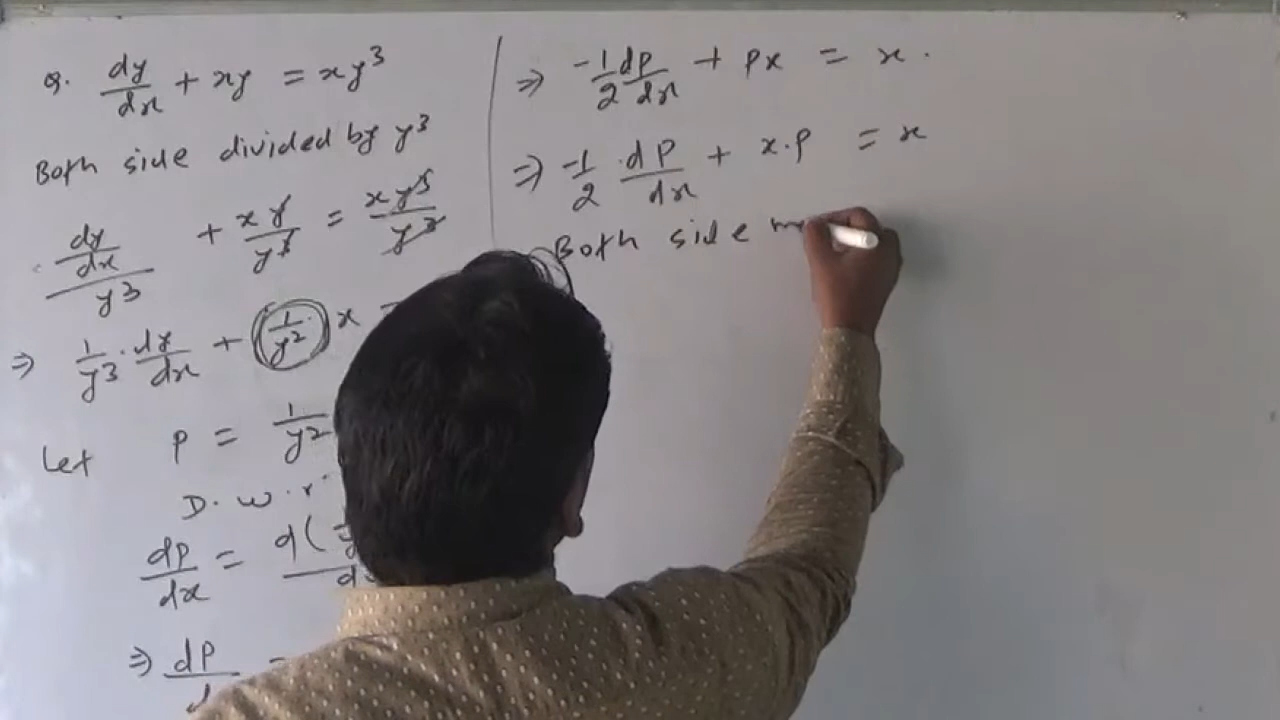 Q. dy/dx + xy = xy³
Both side divided by y³
dy/dx / y³ + xy/y³ = xy³/y³
⇒ 1/y³ · dy/dx + 1/y² x
Let P = 1/y²
D. w. r.
dP/dx = d(
⇒ dP
⇒ -1/2 dP/dx + Px = x.
⇒ -1/2 · dP/dx + x.P = x
Both side